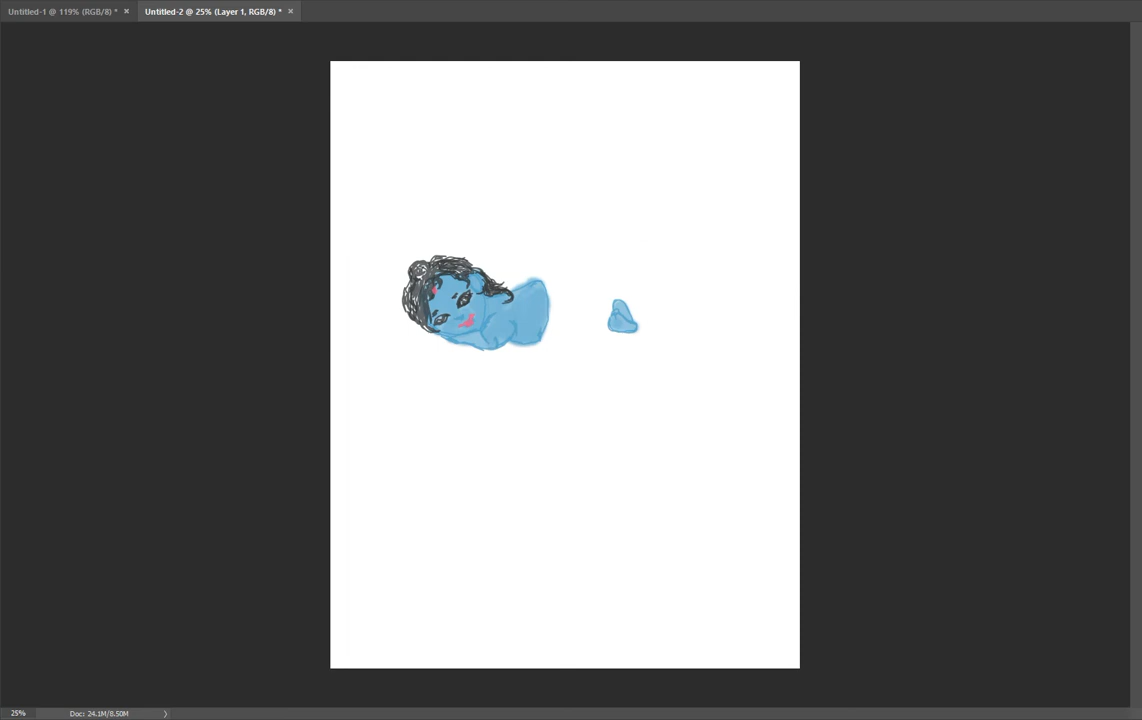 Untitled-1 @ 119% (RGB/8) * ×
Untitled-2 @ 25% (Layer 1, RGB/8) * ×
25%
Doc: 24.1M/8.50M